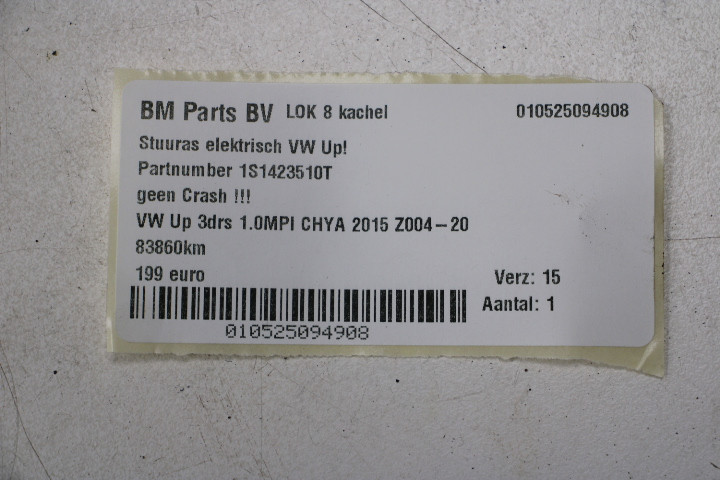 BM Parts BV LOK 8 kachel 010525094908
Stuuras elektrisch VW Up!
Partnumber 1S1423510T
geen Crash !!!
VW Up 3drs 1.0MPI CHYA 2015 Z004-20
83860km
199 euro Verz: 15
Aantal: 1
010525094908